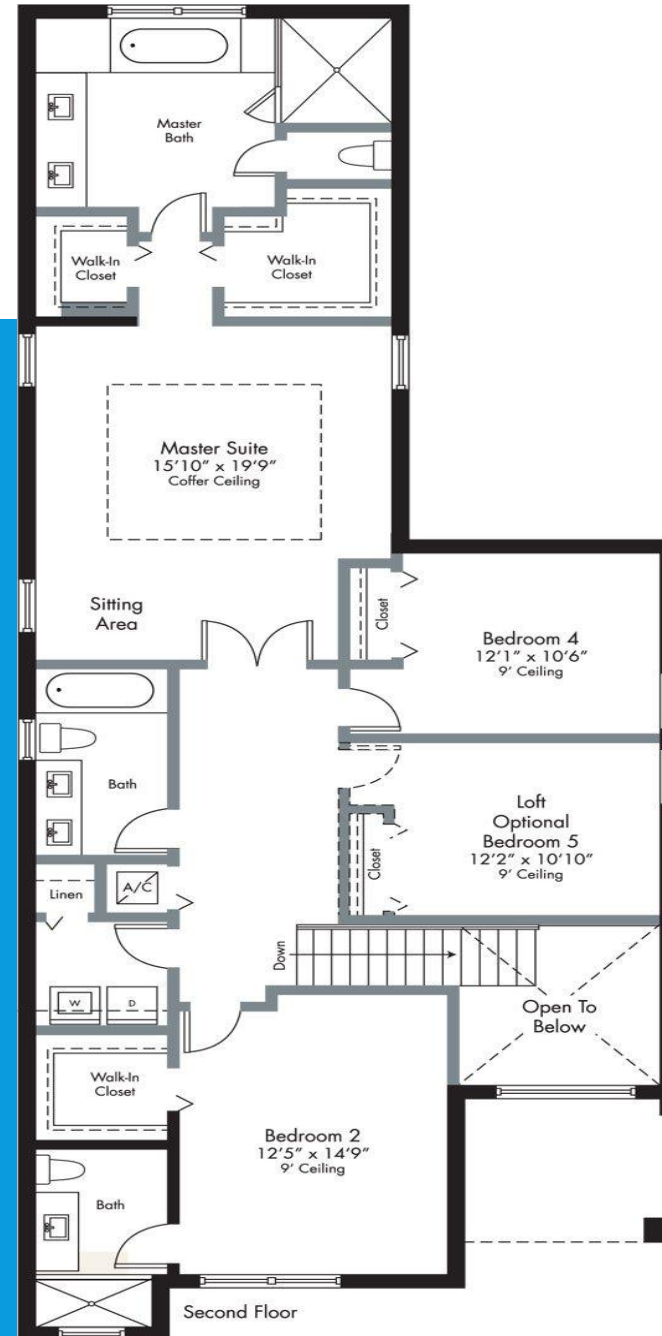 Master
Bath
Walk-In
Closet
Walk-In
Closet
Master Suite
15'10" x 19'9"
Coffer Ceiling
Sitting
Area
Closet
Bedroom 4
12'1" x 10'6"
9' Ceiling
Bath
Loft
Optional
Bedroom 5
12'2" x 10'10"
9' Ceiling
Closet
Linen
A/C
Down
W
D
Open To
Below
Walk-In
Closet
Bedroom 2
12'5" x 14'9"
9' Ceiling
Bath
Second Floor